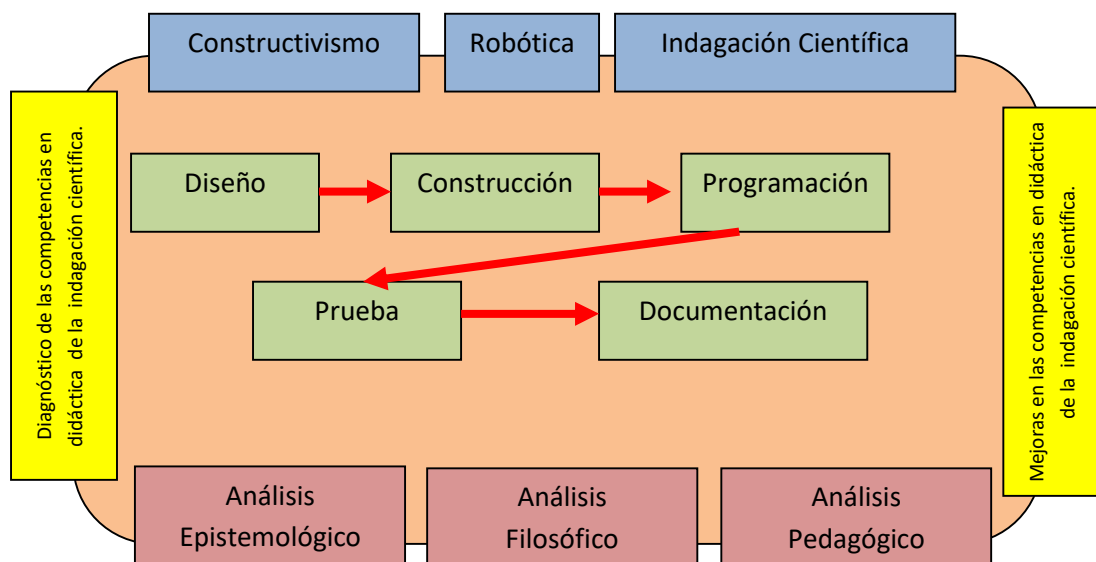 Constructivismo
Robótica
Indagación Científica
Diagnóstico de las competencias en
didáctica de la indagación científica.
Diseño
Construcción
Programación
Prueba
Documentación
Mejoras en las competencias en didáctica
de la indagación científica.
Análisis
Epistemológico
Análisis
Filosófico
Análisis
Pedagógico